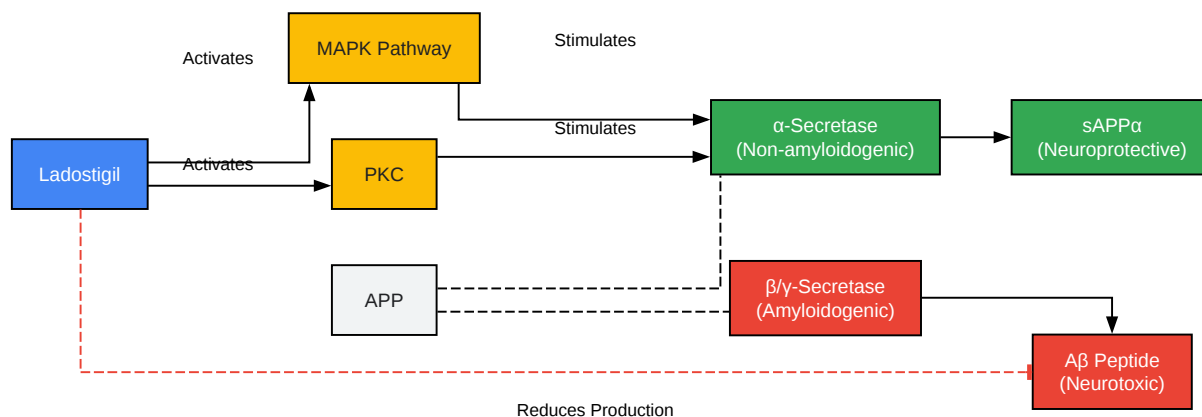 Activates
MAPK Pathway
Stimulates
Ladostigil
Activates
PKC
Stimulates
α-Secretase
(Non-amyloidogenic)
sAPPα
(Neuroprotective)
APP
β/γ-Secretase
(Amyloidogenic)
Aβ Peptide
(Neurotoxic)
Reduces Production